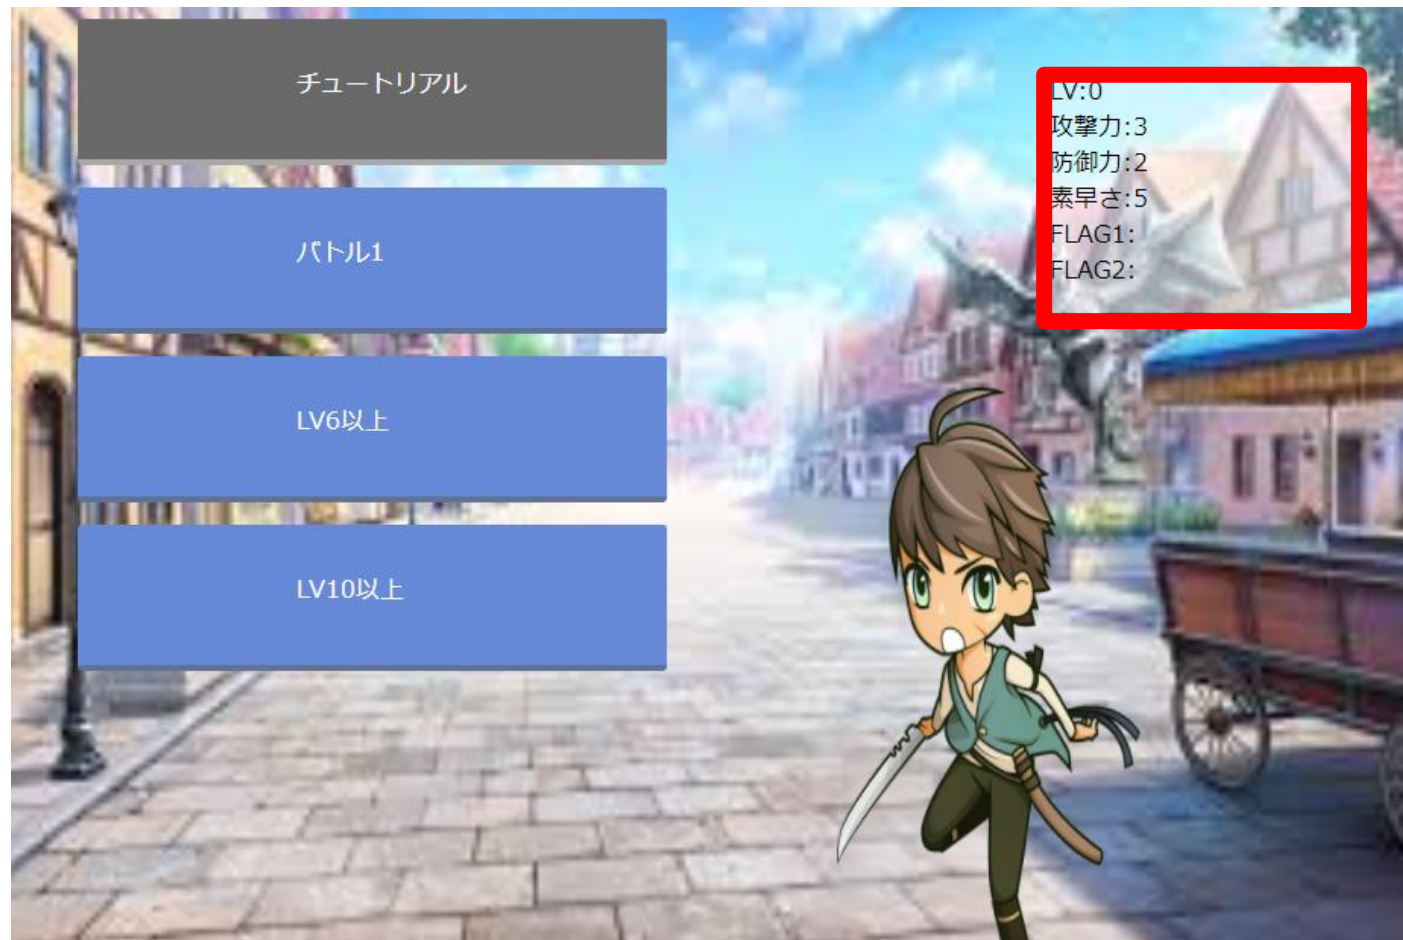 チュートリアル
バトル1
LV6以上
LV10以上
LV:0
攻撃力:3
防御力:2
素早さ:5
FLAG1:
FLAG2: